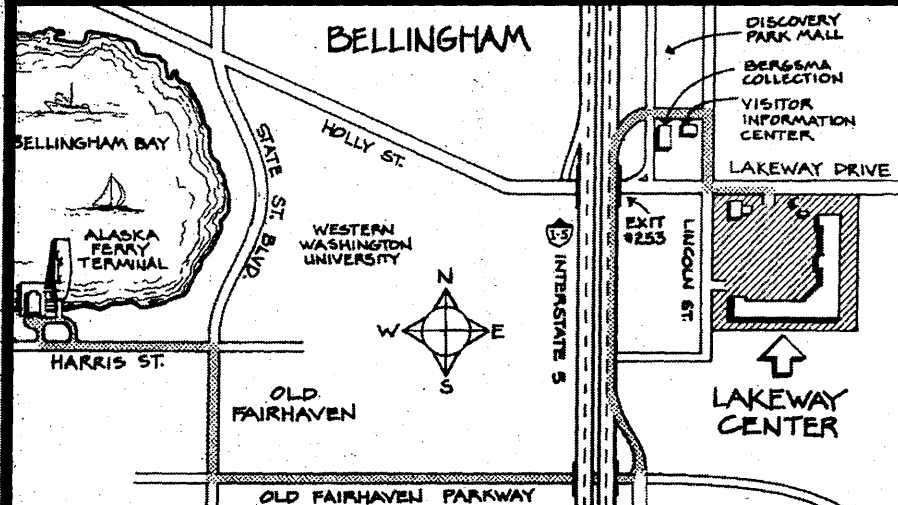 BELLINGHAM
DISCOVERY
PARK MALL
BERGSMA
COLLECTION
VISITOR
INFORMATION
CENTER
LAKEWAY DRIVE
BELLINGHAM BAY
STATE ST. BLVD.
HOLLY ST.
ALASKA
FERRY
TERMINAL
WESTERN
WASHINGTON
UNIVERSITY
I-5
INTERSTATE 5
EXIT
#253
LINCOLN ST.
N
W
E
S
HARRIS ST.
OLD
FAIRHAVEN
LAKEWAY
CENTER
OLD FAIRHAVEN PARKWAY